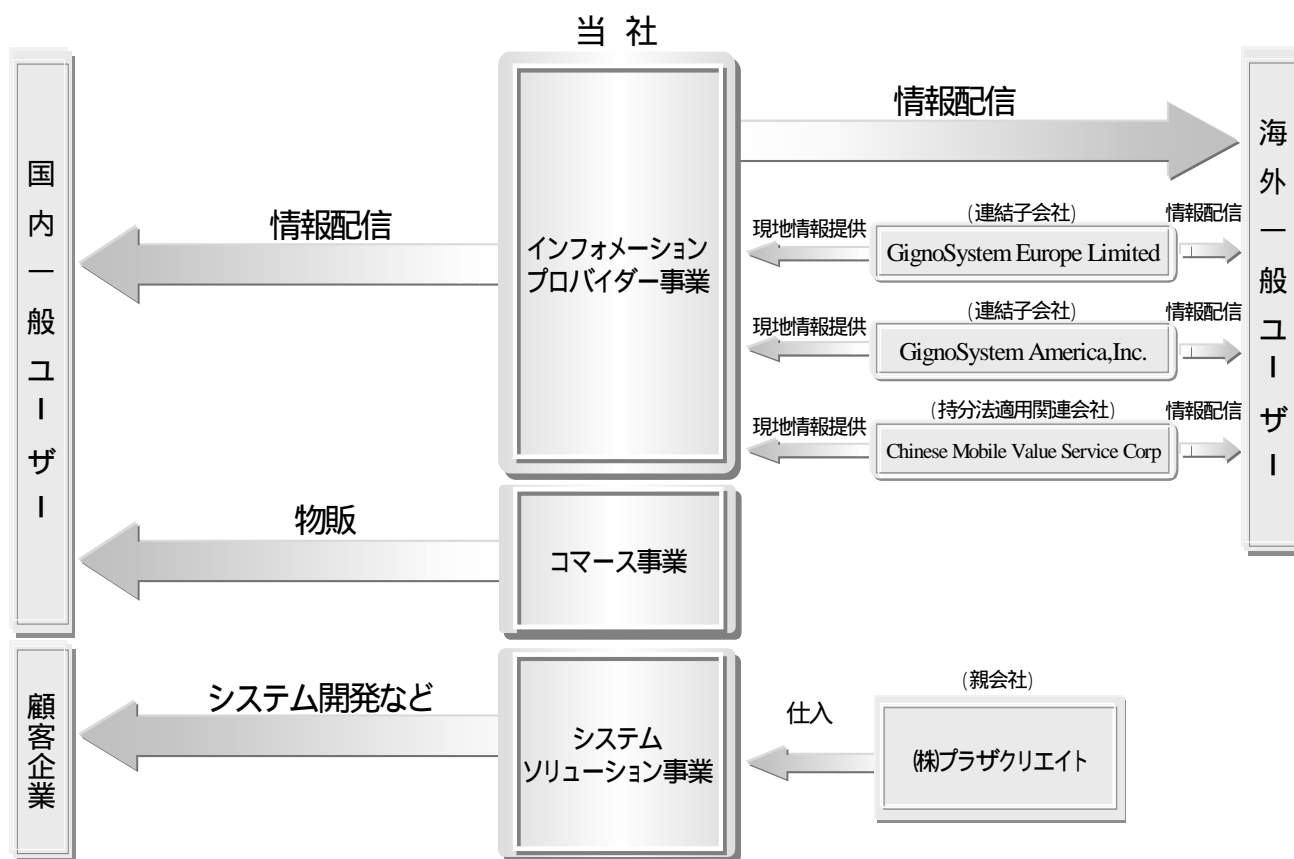 当 社
国内一般ユーザー
情報配信
インフォメーション
プロバイダー事業
情報配信
海外一般ユーザー
(連結子会社)
現地情報提供
GignoSystem Europe Limited
情報配信
(連結子会社)
現地情報提供
GignoSystem America,Inc.
情報配信
(持分法適用関連会社)
現地情報提供
Chinese Mobile Value Service Corp
情報配信
物販
コマース事業
顧客企業
システム開発など
システム
ソリューション事業
仕入
(親会社)
㈱プラザクリエイト